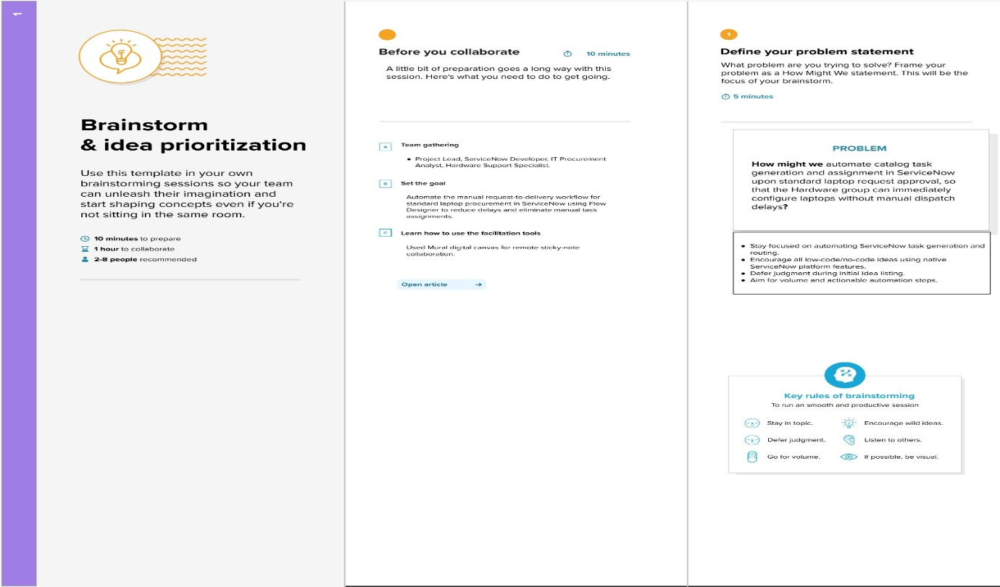 1
Brainstorm
& idea prioritization
Use this template in your own
brainstorming sessions so your team
can unleash their imagination and
start shaping concepts even if you're
not sitting in the same room.
10 minutes to prepare
1 hour to collaborate
2-8 people recommended
Before you collaborate
10 minutes
A little bit of preparation goes a long way with this
session. Here's what you need to do to get going.
A
Team gathering
• Project Lead, ServiceNow Developer, IT Procurement
Analyst, Hardware Support Specialist.
B
Set the goal
Automate the manual request-to-delivery workflow for
standard laptop procurement in ServiceNow using Flow
Designer to reduce delays and eliminate manual task
assignments.
C
Learn how to use the facilitation tools
Used Mural digital canvas for remote sticky-note
collaboration.
Open article →
1
Define your problem statement
What problem are you trying to solve? Frame your
problem as a How Might We statement. This will be the
focus of your brainstorm.
5 minutes
PROBLEM
How might we automate catalog task
generation and assignment in ServiceNow
upon standard laptop request approval, so
that the Hardware group can immediately
configure laptops without manual dispatch
delays?
• Stay focused on automating ServiceNow task generation and
routing.
• Encourage all low-code/no-code ideas using native
ServiceNow platform features.
• Defer judgment during initial idea listing.
• Aim for volume and actionable automation steps.
Key rules of brainstorming
To run an smooth and productive session
Stay in topic.
Encourage wild ideas.
Defer judgment.
Listen to others.
Go for volume.
If possible, be visual.